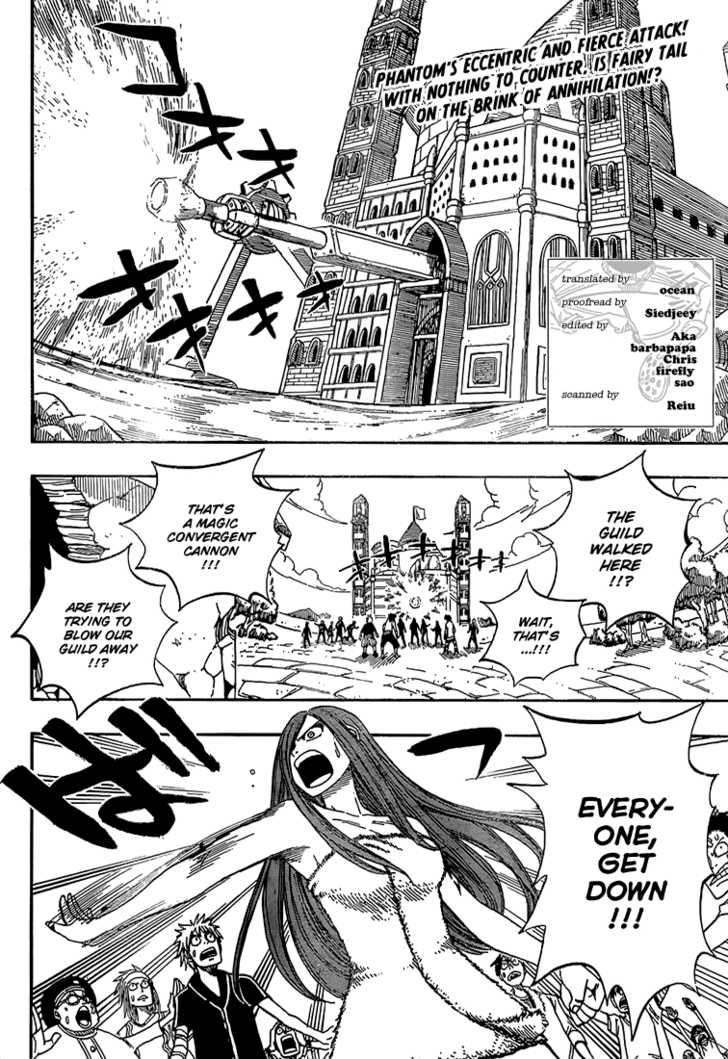 PHANTOM'S ECCENTRIC AND FIERCE ATTACK!
WITH NOTHING TO COUNTER, IS FAIRY TAIL
ON THE BRINK OF ANNIHILATION!?
translated by
ocean
proofread by
Siedjeey
edited by
Aka
barbapapa
Chris
firefly
sao
scanned by
Reiu
THE
GUILD
WALKED
HERE
!!?
WAIT,
THAT'S
...!!!
THAT'S
A MAGIC
CONVERGENT
CANNON
!!!
ARE THEY
TRYING TO
BLOW OUR
GUILD AWAY
!!?
EVERY-
ONE,
GET
DOWN
!!!